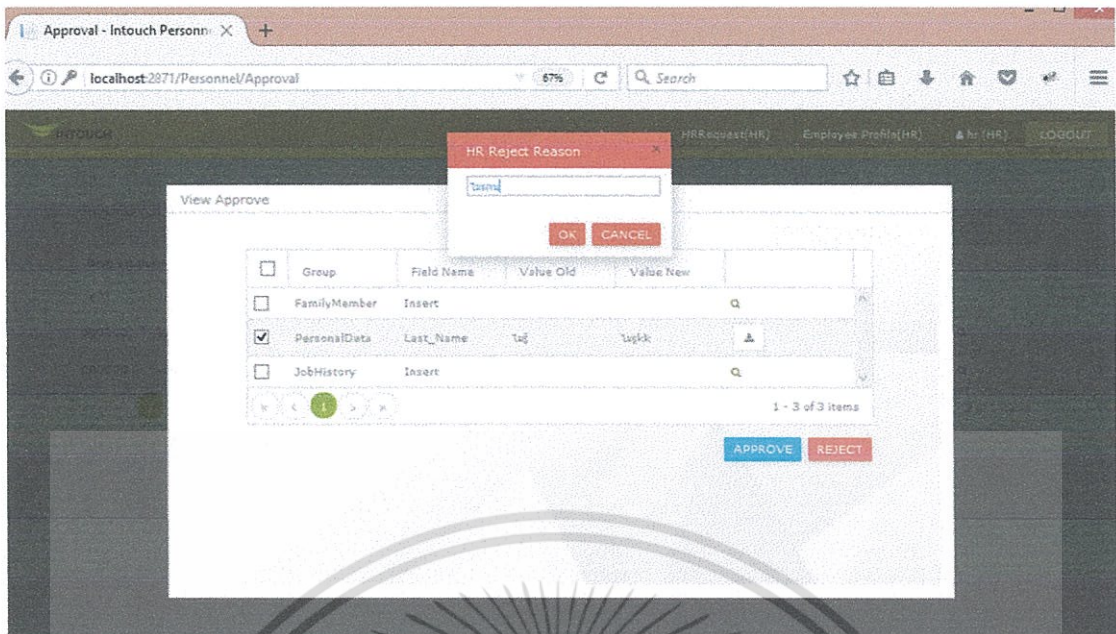 Approval - Intouch Personn
localhost:2871/Personnel/Approval
67%
Search
INTOUCH
HRRequest(HR)
Employee Profile(HR)
hr (HR)
LOGOUT
HR Reject Reason
OK
CANCEL
View Approve
Group
Field Name
Value Old
Value New
FamilyMember
Insert
PersonalData
Last_Name
JobHistory
Insert
1
1 - 3 of 3 items
APPROVE
REJECT